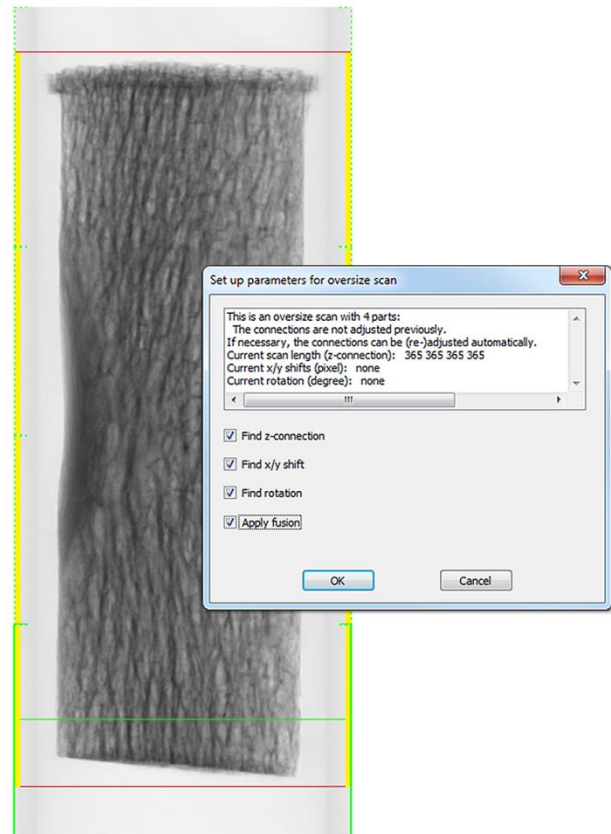 Set up parameters for oversize scan
This is an oversize scan with 4 parts:
The connections are not adjusted previously.
If necessary, the connections can be (re-)adjusted automatically.
Current scan length (z-connection): 365 365 365 365
Current x/y shifts (pixel): none
Current rotation (degree): none
Find z-connection
Find x/y shift
Find rotation
Apply fusion
OK
Cancel